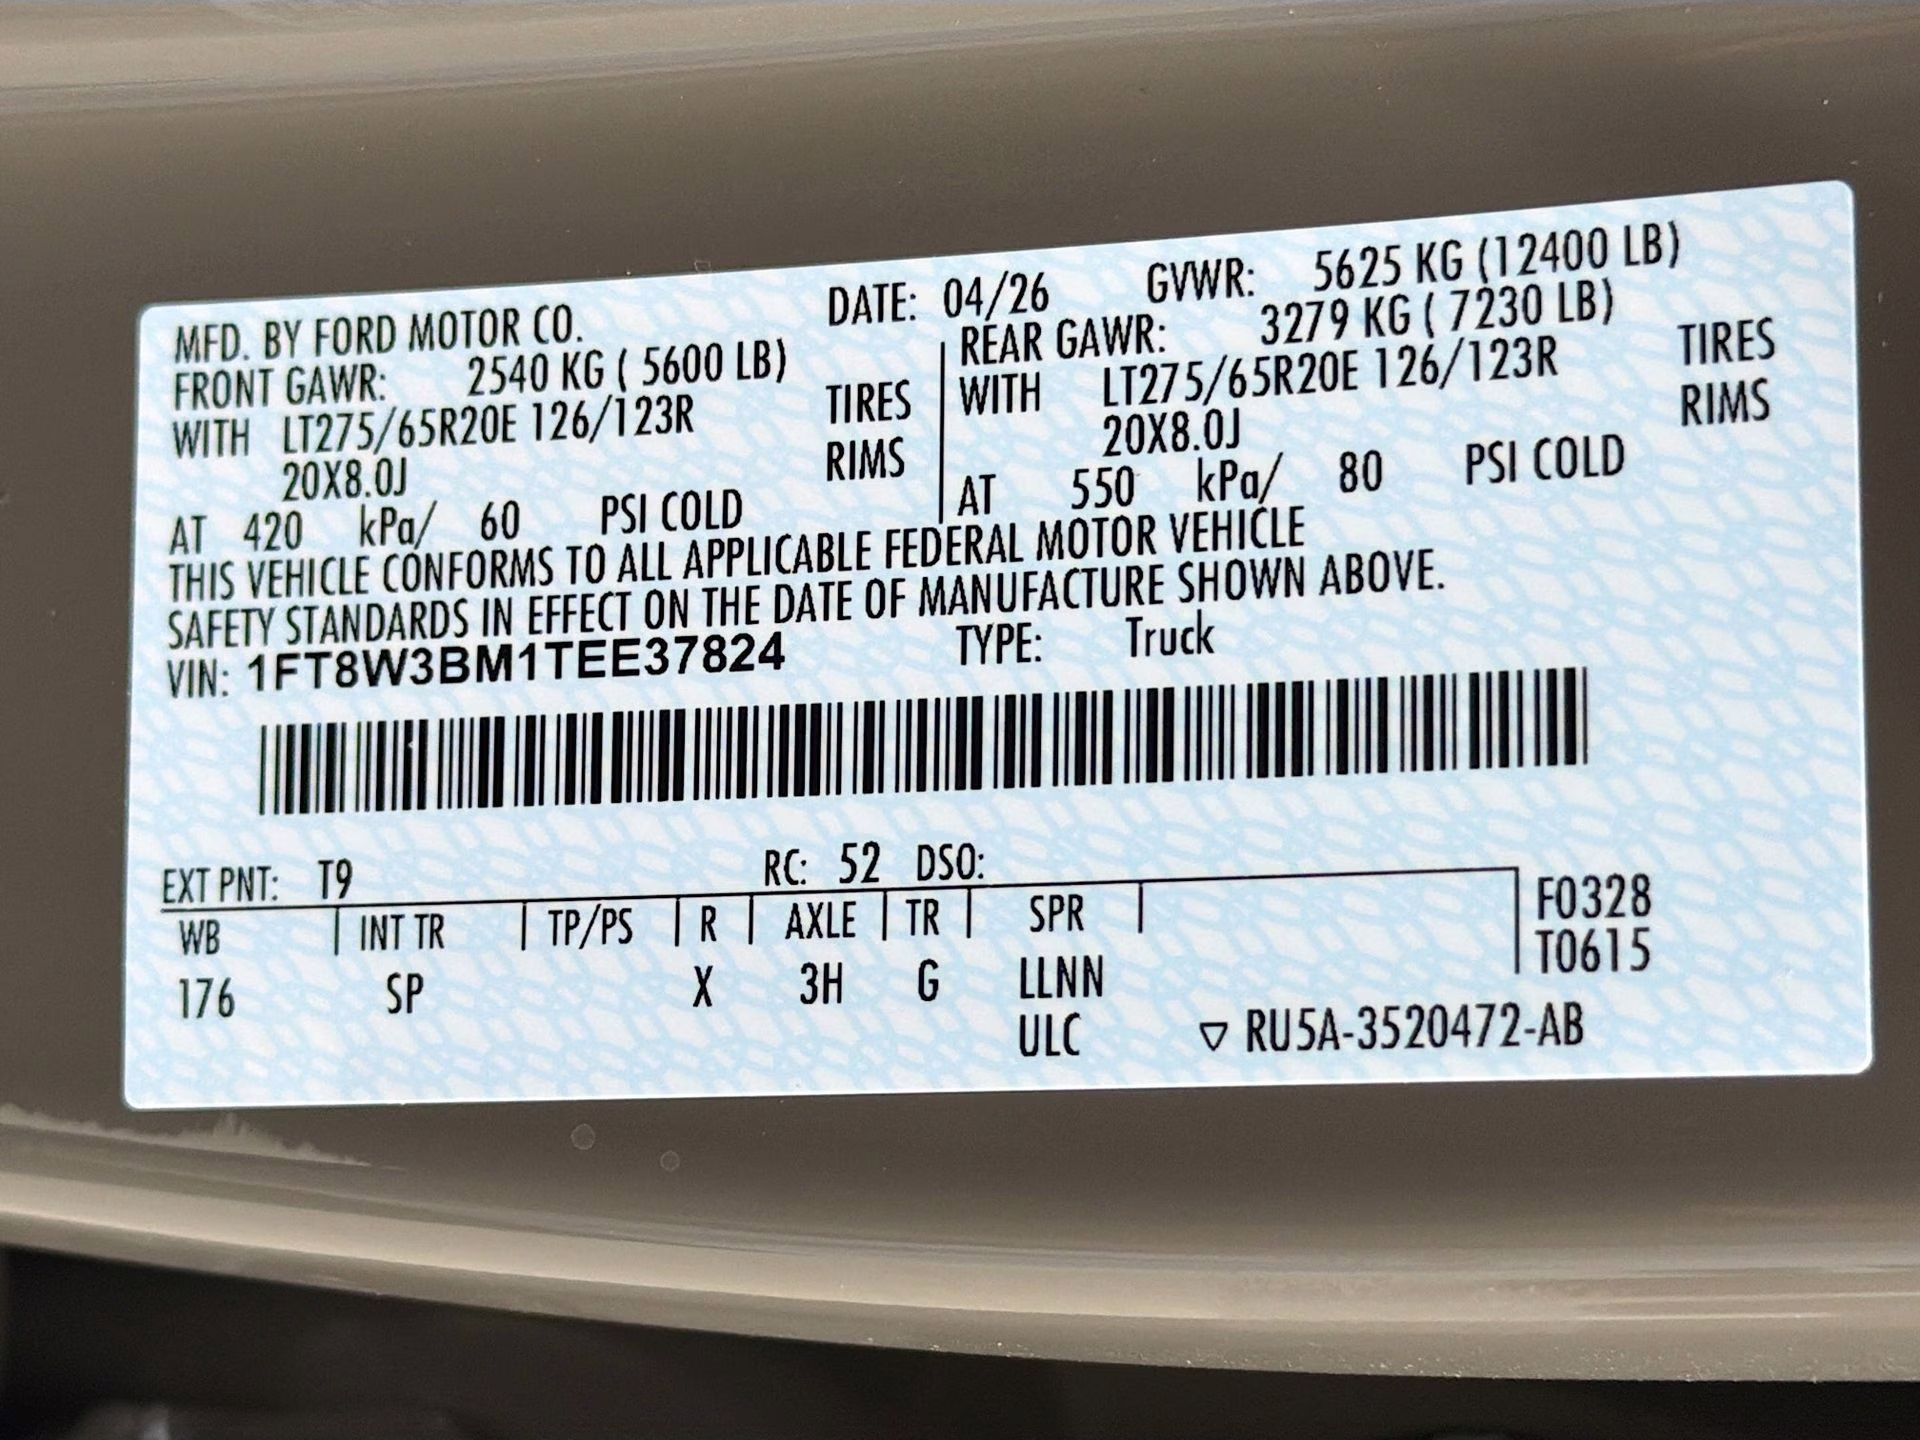 MFD. BY FORD MOTOR CO. DATE: 04/26 GVWR: 5625 KG (12400 LB)
FRONT GAWR: 2540 KG ( 5600 LB) REAR GAWR: 3279 KG ( 7230 LB)
WITH LT275/65R20E 126/123R TIRES WITH LT275/65R20E 126/123R TIRES
20X8.0J RIMS 20X8.0J RIMS
AT 420 kPa/ 60 PSI COLD AT 550 kPa/ 80 PSI COLD
THIS VEHICLE CONFORMS TO ALL APPLICABLE FEDERAL MOTOR VEHICLE
SAFETY STANDARDS IN EFFECT ON THE DATE OF MANUFACTURE SHOWN ABOVE.
VIN: 1FT8W3BM1TEE37824 TYPE: Truck
EXT PNT: T9 RC: 52 DSO:
WB INT TR TP/PS R AXLE TR SPR F0328
T0615
176 SP X 3H G LLNN
ULC ▽ RU5A-3520472-AB